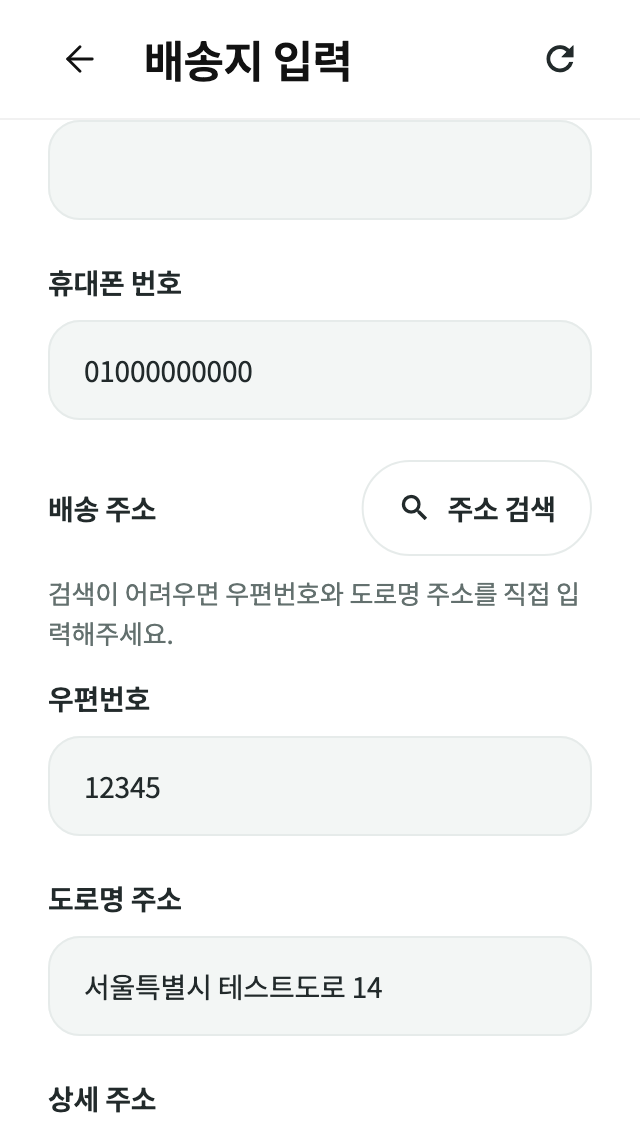 배송지 입력
휴대폰 번호
01000000000
배송 주소
주소 검색
검색이 어려우면 우편번호와 도로명 주소를 직접 입
력해주세요.
우편번호
12345
도로명 주소
서울특별시 테스트도로 14
상세 주소